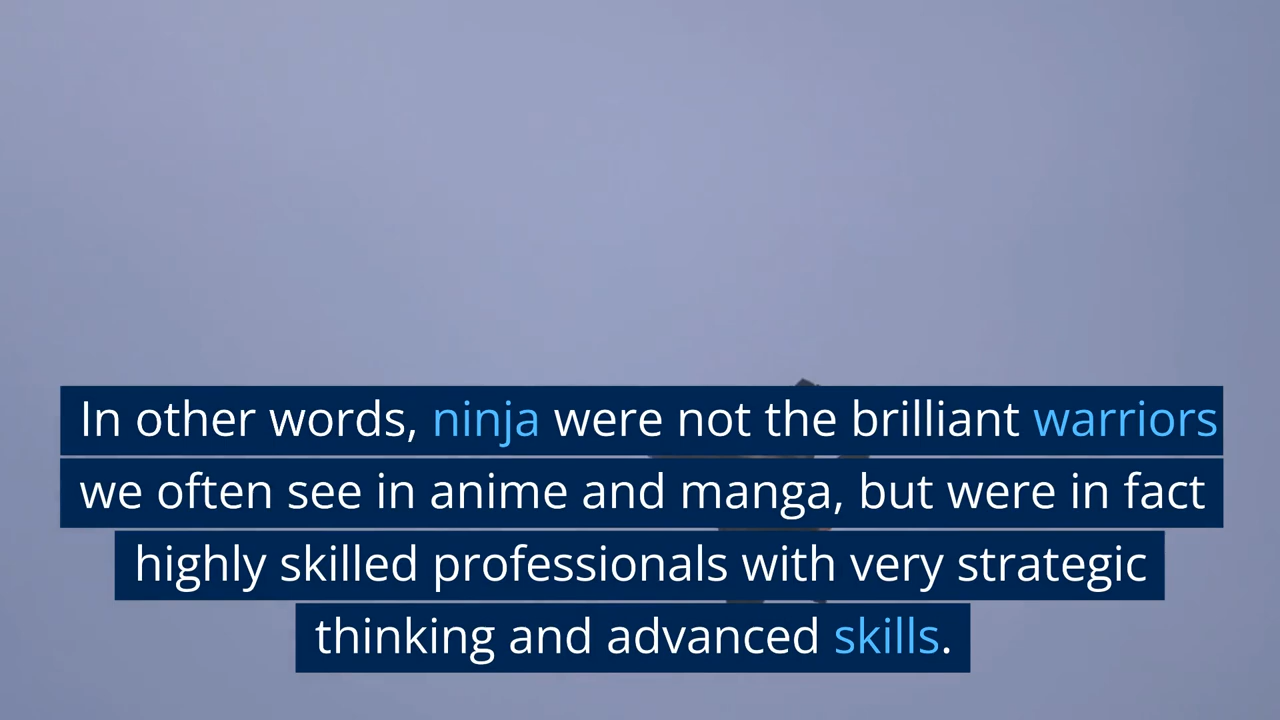 In other words, ninja were not the brilliant warriors
we often see in anime and manga, but were in fact
highly skilled professionals with very strategic
thinking and advanced skills.